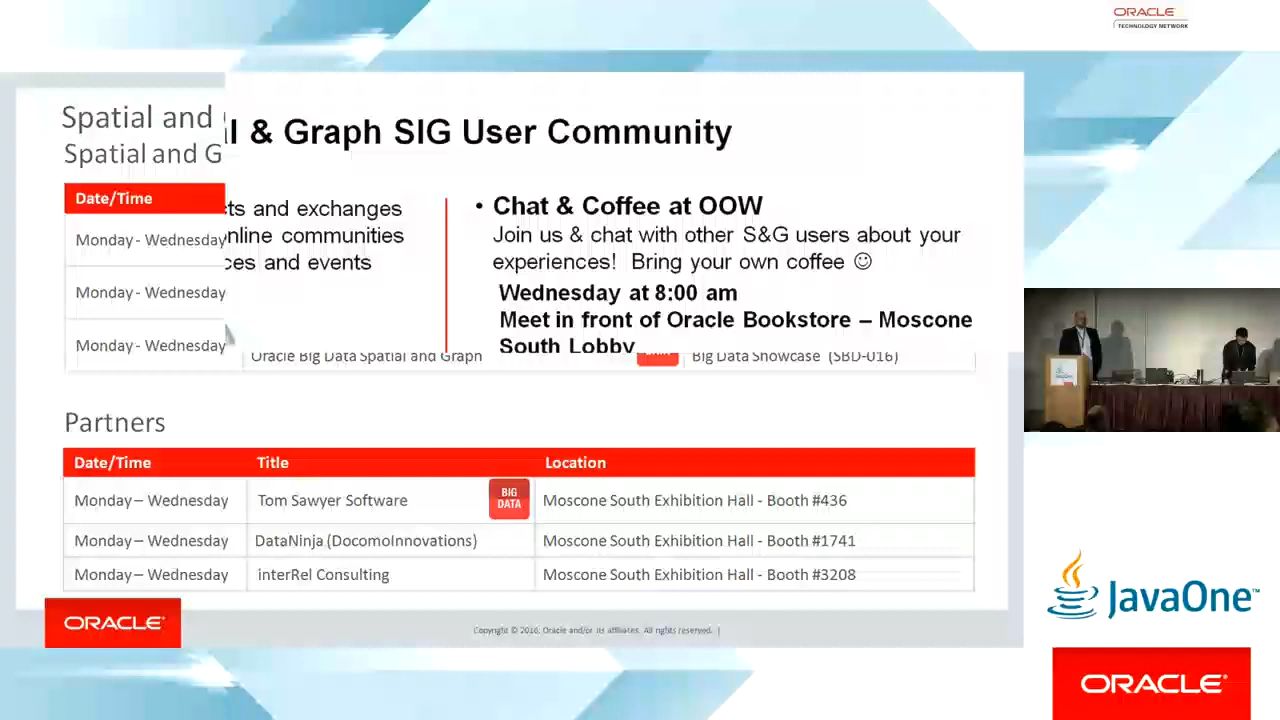 ORACLE
TECHNOLOGY NETWORK
Spatial and
& Graph SIG User Community
Spatial and G
Date/Time
and exchanges
communities
and events
Monday - Wednesday
Monday - Wednesday
Monday - Wednesday
• Chat & Coffee at OOW
Join us & chat with other S&G users about your
experiences! Bring your own coffee ☺
Wednesday at 8:00 am
Meet in front of Oracle Bookstore – Moscone
South Lobby
Oracle Big Data Spatial and Graph
Big Data Showcase (SBD-016)
Partners
Date/Time Title Location
Monday – Wednesday Tom Sawyer Software BIG DATA Moscone South Exhibition Hall - Booth #436
Monday – Wednesday DataNinja (DocomoInnovations) Moscone South Exhibition Hall - Booth #1741
Monday – Wednesday interRel Consulting Moscone South Exhibition Hall - Booth #3208
ORACLE®
Copyright © 2016, Oracle and/or its affiliates. All rights reserved. |
JavaOne™
ORACLE®